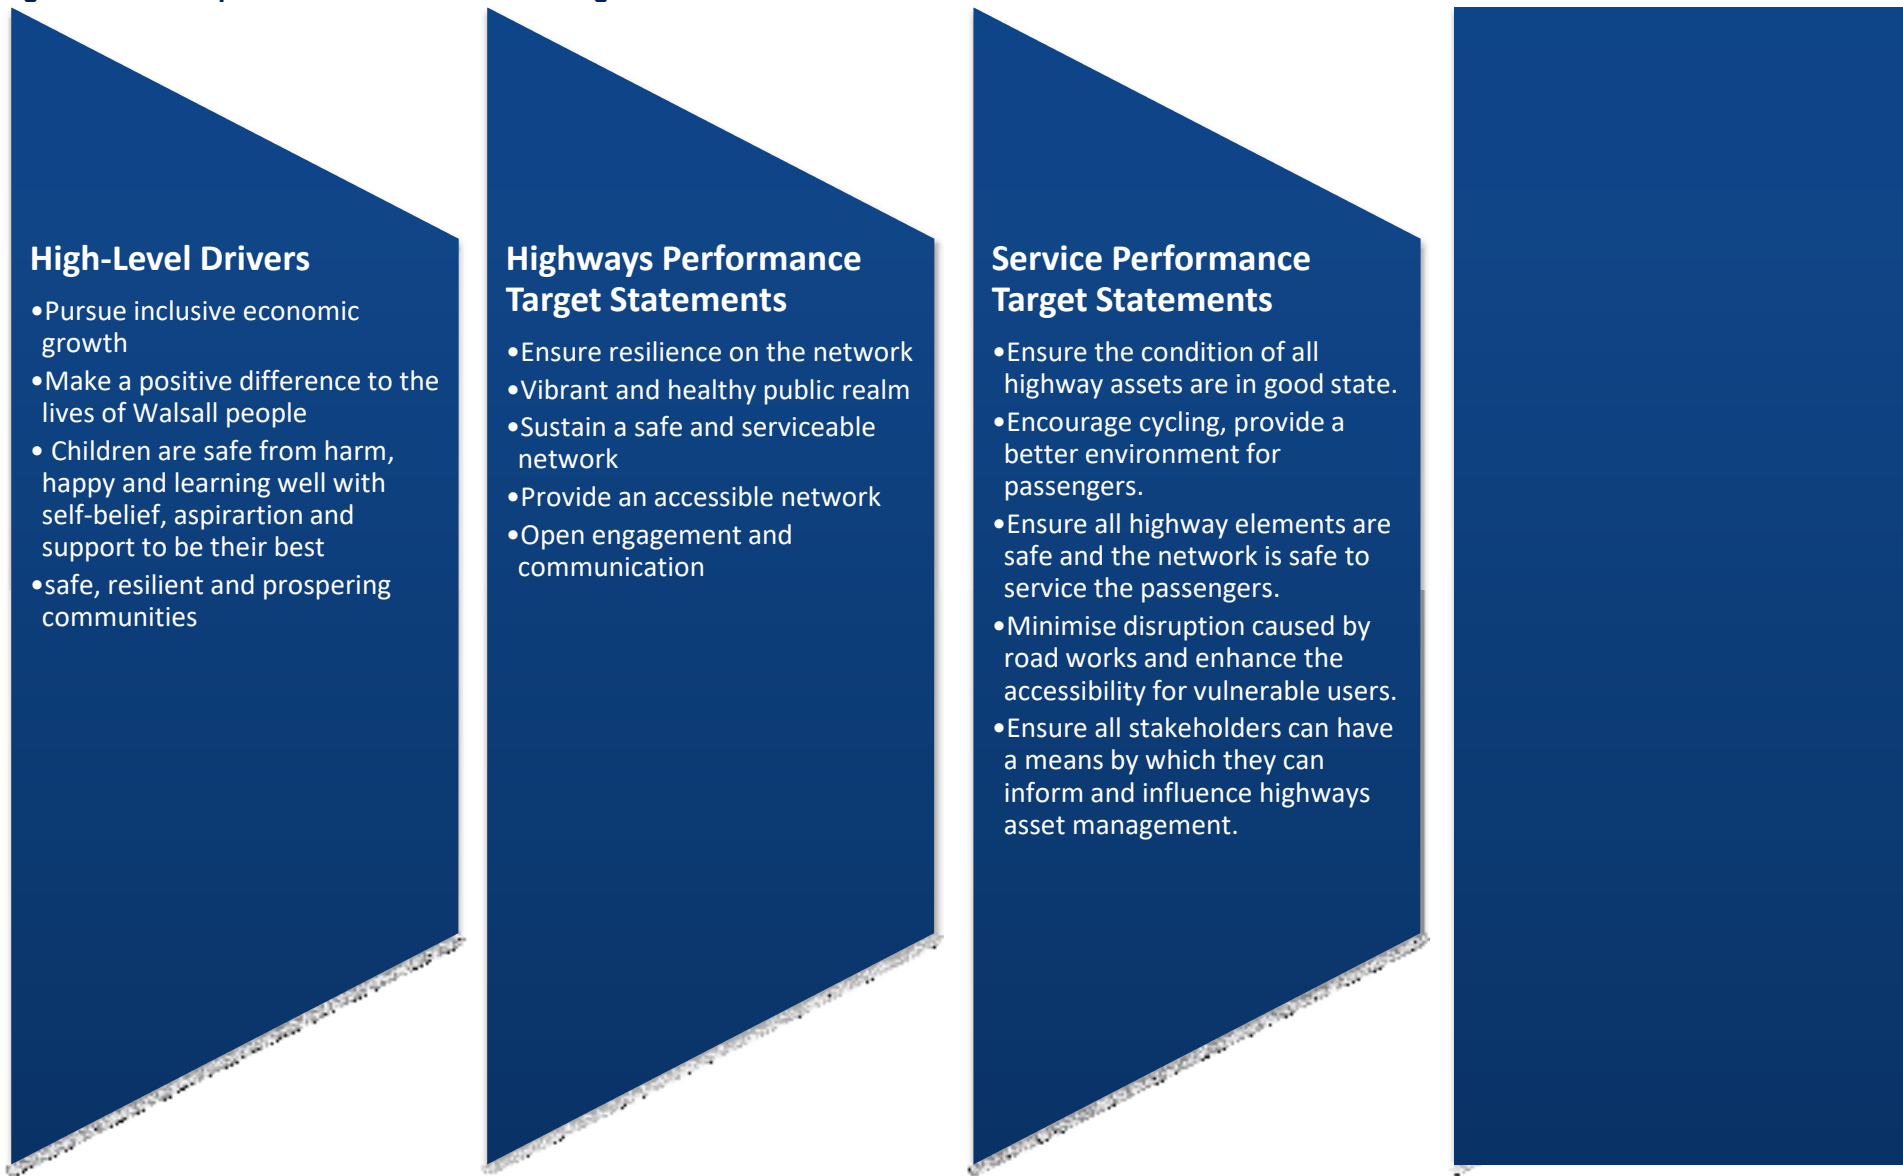 High-Level Drivers
•Pursue inclusive economic
growth
•Make a positive difference to the
lives of Walsall people
• Children are safe from harm,
happy and learning well with
self-belief, aspirartion and
support to be their best
•safe, resilient and prospering
communities
Highways Performance
Target Statements
•Ensure resilience on the network
•Vibrant and healthy public realm
•Sustain a safe and serviceable
network
•Provide an accessible network
•Open engagement and
communication
Service Performance
Target Statements
•Ensure the condition of all
highway assets are in good state.
•Encourage cycling, provide a
better environment for
passengers.
•Ensure all highway elements are
safe and the network is safe to
service the passengers.
•Minimise disruption caused by
road works and enhance the
accessibility for vulnerable users.
•Ensure all stakeholders can have
a means by which they can
inform and influence highways
asset management.